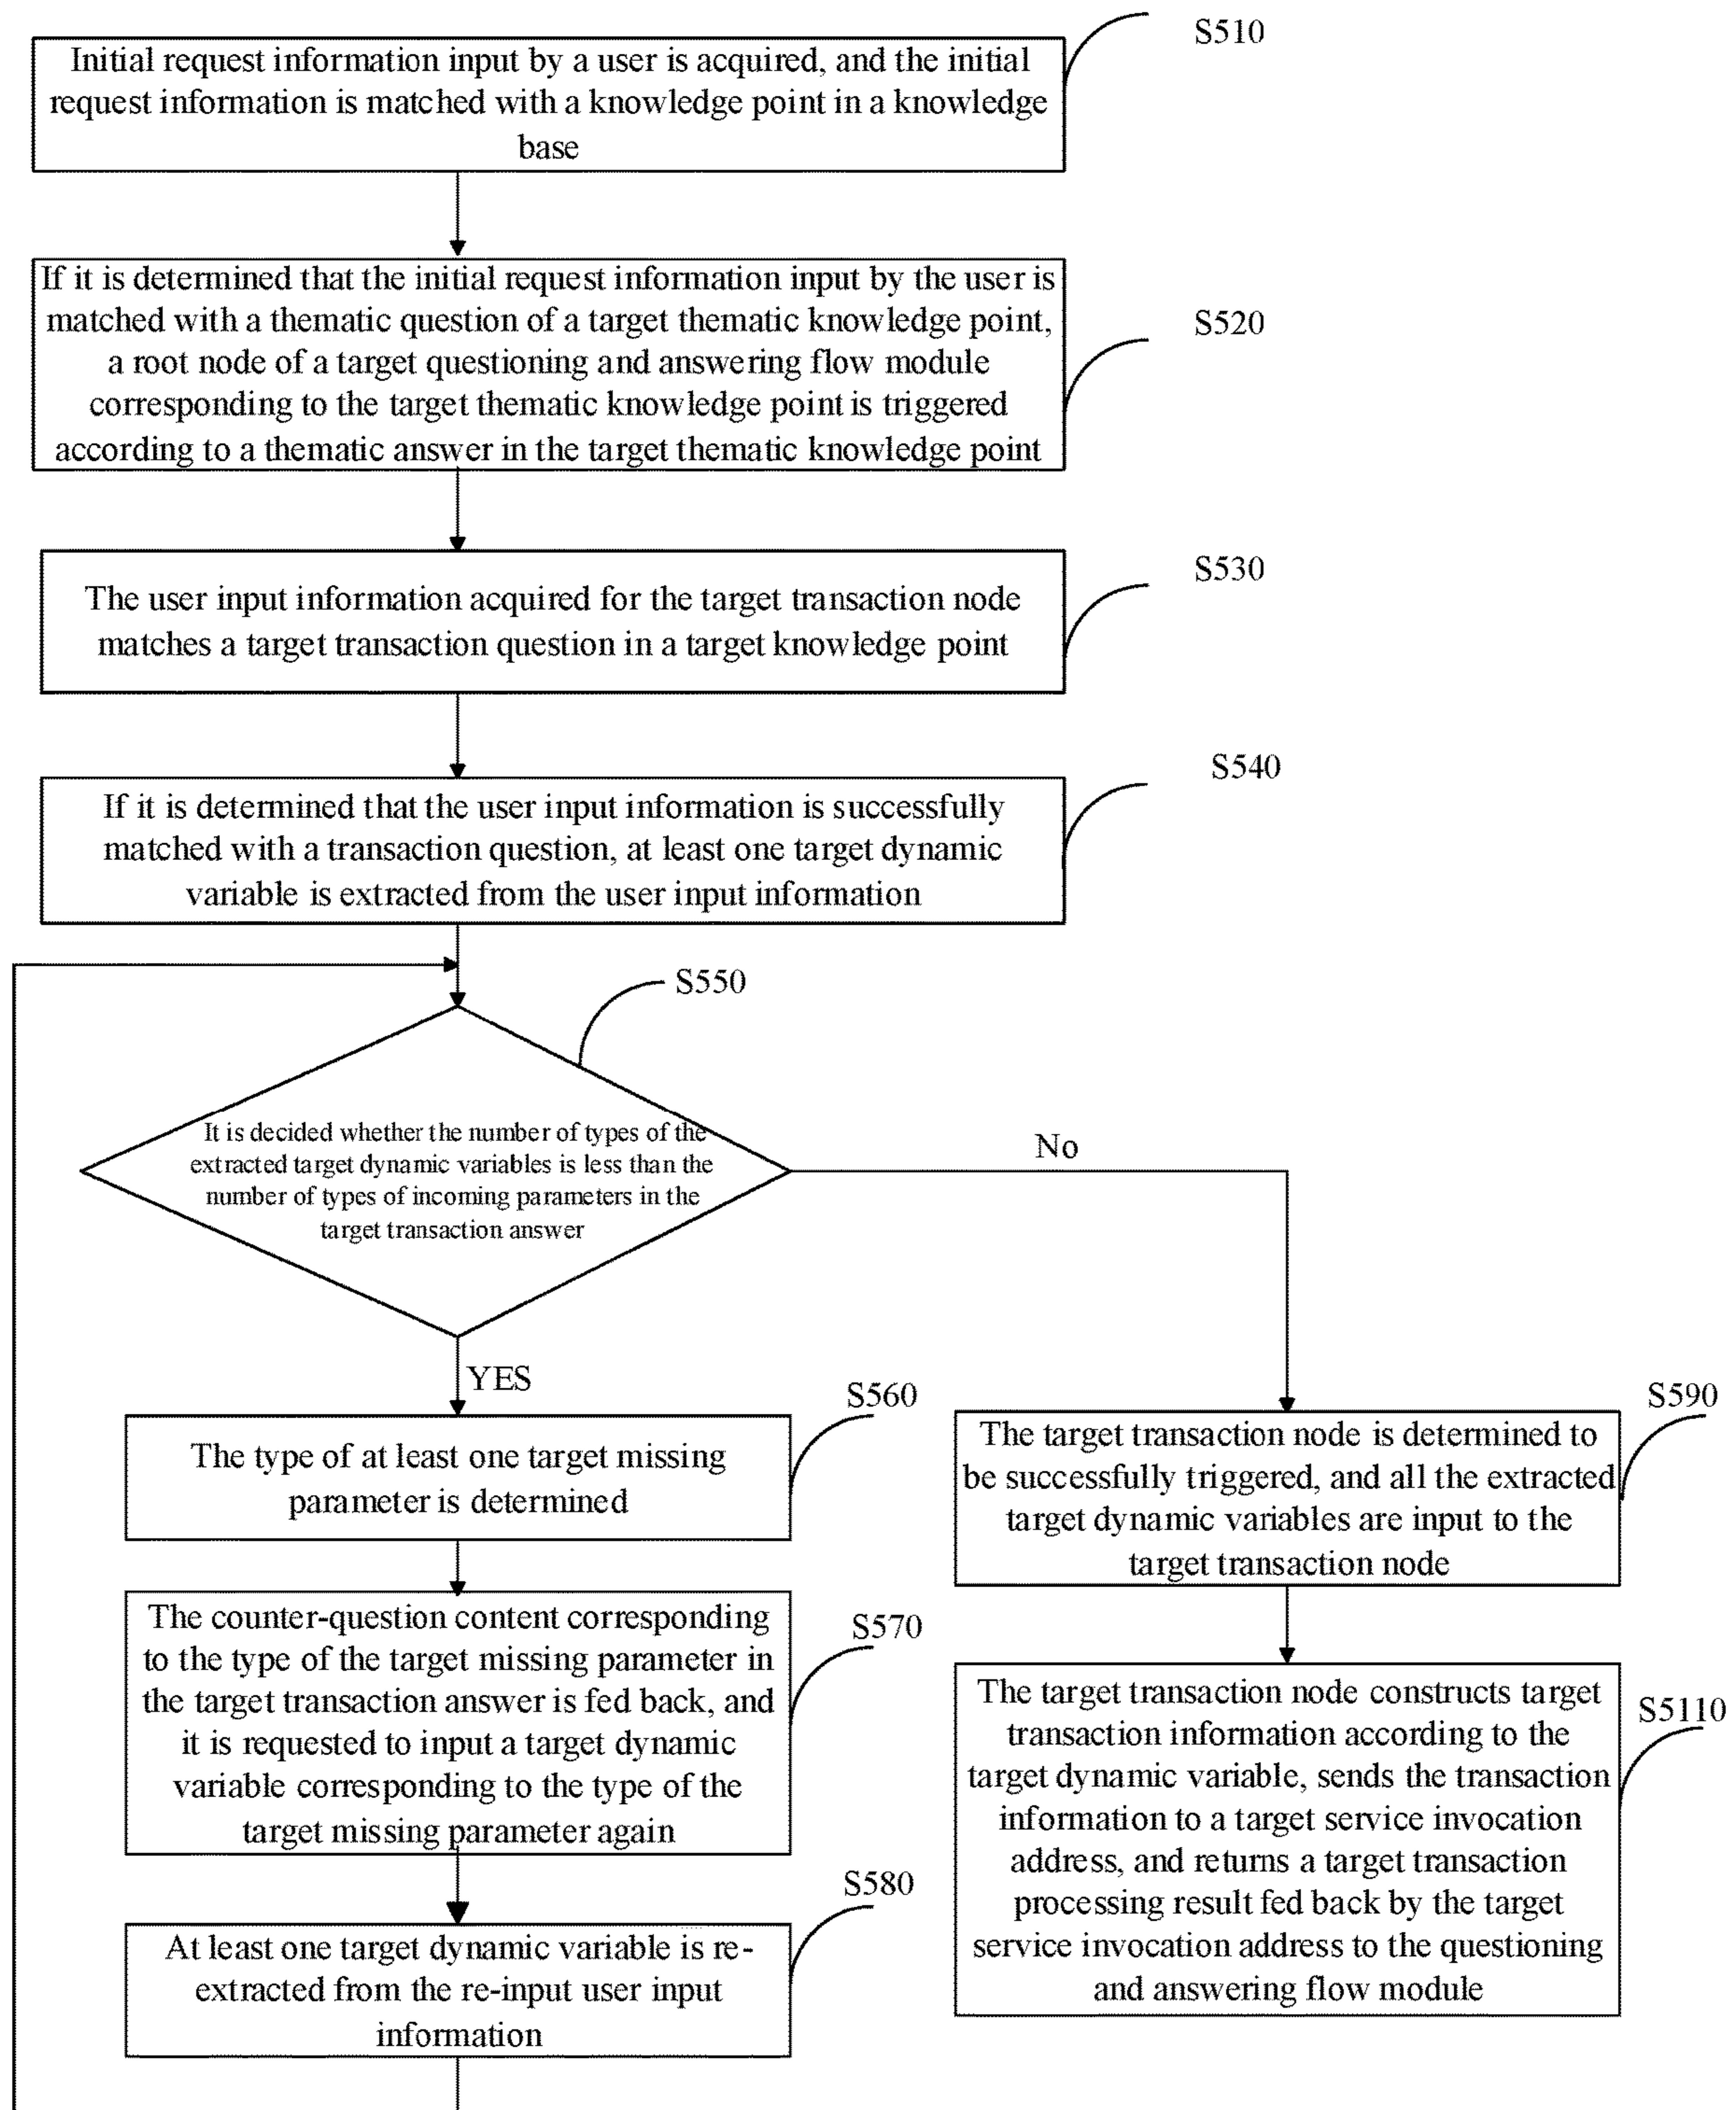 S510
Initial request information input by a user is acquired, and the initial
request information is matched with a knowledge point in a knowledge
base
If it is determined that the initial request information input by the user is
matched with a thematic question of a target thematic knowledge point,
a root node of a target questioning and answering flow module
corresponding to the target thematic knowledge point is triggered
according to a thematic answer in the target thematic knowledge point
S520
S530
The user input information acquired for the target transaction node
matches a target transaction question in a target knowledge point
S540
If it is determined that the user input information is successfully
matched with a transaction question, at least one target dynamic
variable is extracted from the user input information
S550
It is decided whether the number of types of the
extracted target dynamic variables is less than the
number of types of incoming parameters in the
target transaction answer
No
YES
S560
The type of at least one target missing
parameter is determined
S570
The counter-question content corresponding
to the type of the target missing parameter in
the target transaction answer is fed back, and
it is requested to input a target dynamic
variable corresponding to the type of the
target missing parameter again
S580
At least one target dynamic variable is re-
extracted from the re-input user input
information
S590
The target transaction node is determined to
be successfully triggered, and all the extracted
target dynamic variables are input to the
target transaction node
S5110
The target transaction node constructs target
transaction information according to the
target dynamic variable, sends the transaction
information to a target service invocation
address, and returns a target transaction
processing result fed back by the target
service invocation address to the questioning
and answering flow module